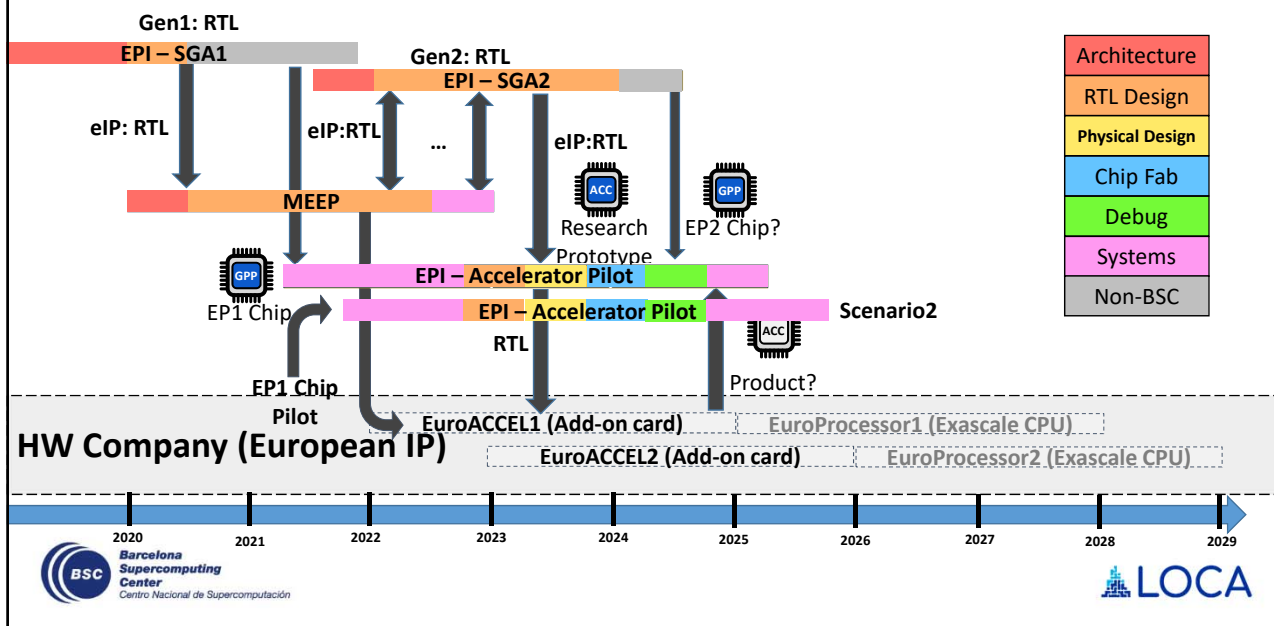 Gen1: RTL
EPI – SGA1
Gen2: RTL
EPI – SGA2
eIP: RTL
eIP:RTL
...
eIP:RTL
MEEP
ACC
Research
Prototype
GPP
EP2 Chip?
GPP
EP1 Chip
EPI – Accelerator Pilot
EPI – Accelerator Pilot
Scenario2
RTL
ACC
Product?
EP1 Chip
Pilot
HW Company (European IP)
EuroACCEL1 (Add-on card)
EuroProcessor1 (Exascale CPU)
EuroACCEL2 (Add-on card)
EuroProcessor2 (Exascale CPU)
2020
2021
2022
2023
2024
2025
2026
2027
2028
2029
Architecture
RTL Design
Physical Design
Chip Fab
Debug
Systems
Non-BSC
BSC
Barcelona
Supercomputing
Center
Centro Nacional de Supercomputación
LOCA